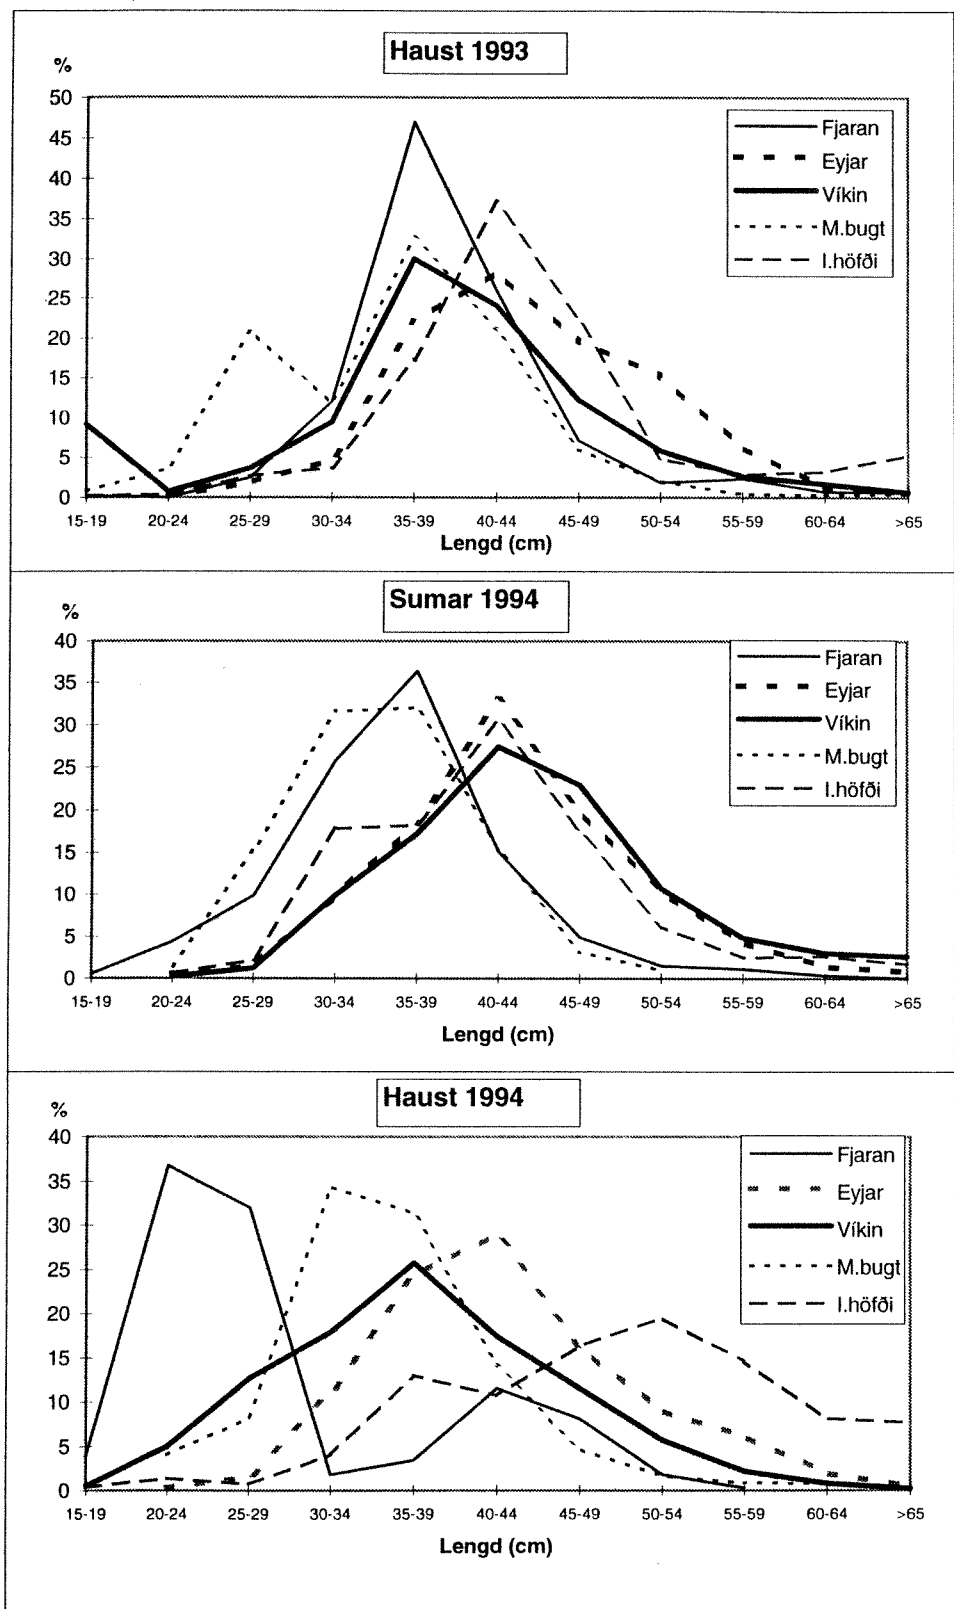 Haust 1993
%
50
45
40
35
30
25
20
15
10
5
0
15-19 20-24 25-29 30-34 35-39 40-44 45-49 50-54 55-59 60-64 >65
Lengd (cm)
Fjaran
Eyjar
Víkin
M.bugt
I.höfði
Sumar 1994
%
40
35
30
25
20
15
10
5
0
15-19 20-24 25-29 30-34 35-39 40-44 45-49 50-54 55-59 60-64 >65
Lengd (cm)
Fjaran
Eyjar
Víkin
M.bugt
I.höfði
Haust 1994
%
40
35
30
25
20
15
10
5
0
15-19 20-24 25-29 30-34 35-39 40-44 45-49 50-54 55-59 60-64 >65
Lengd (cm)
Fjaran
Eyjar
Víkin
M.bugt
I.höfði